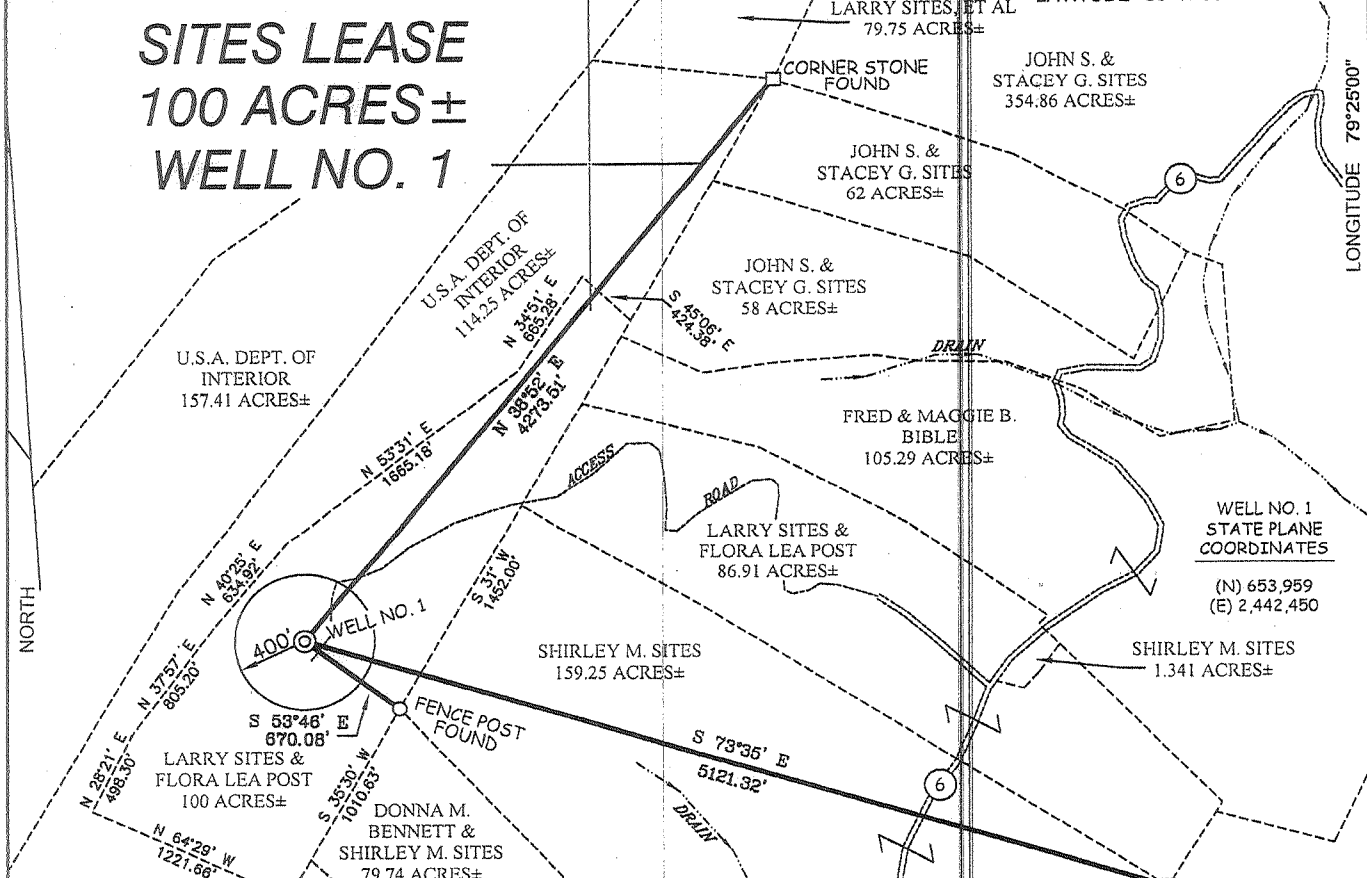 SITES LEASE
100 ACRES±
WELL NO. 1
LARRY SITES, ET AL
79.75 ACRES±
CORNER STONE
FOUND
JOHN S. &
STACEY G. SITES
354.86 ACRES±
LONGITUDE 79°25'00"
JOHN S. &
STACEY G. SITES
62 ACRES±
6
U.S.A. DEPT. OF
INTERIOR
114.25 ACRES±
JOHN S. &
STACEY G. SITES
58 ACRES±
N 34°51' E
665.28'
S 45°06' E
424.38'
U.S.A. DEPT. OF
INTERIOR
157.41 ACRES±
DRAIN
N 38°52' E
4273.51'
FRED & MAGGIE B.
BIBLE
105.29 ACRES±
N 53°31' E
1665.18'
ACCESS
ROAD
LARRY SITES &
FLORA LEA POST
86.91 ACRES±
WELL NO. 1
STATE PLANE
COORDINATES
(N) 653,959
(E) 2,442,450
N 40°25' E
634.92'
S 31° W
1452.00'
NORTH
400'
WELL NO. 1
SHIRLEY M. SITES
159.25 ACRES±
SHIRLEY M. SITES
1.341 ACRES±
N 37°57' E
805.20'
S 53°46' E
670.08'
FENCE POST
FOUND
S 73°35' E
5121.32'
N 28°21' E
498.30'
LARRY SITES &
FLORA LEA POST
100 ACRES±
S 35°30' W
1010.63'
6
DONNA M.
BENNETT &
SHIRLEY M. SITES
79.74 ACRES±
DRAIN
N 64°29' W
1221.66'